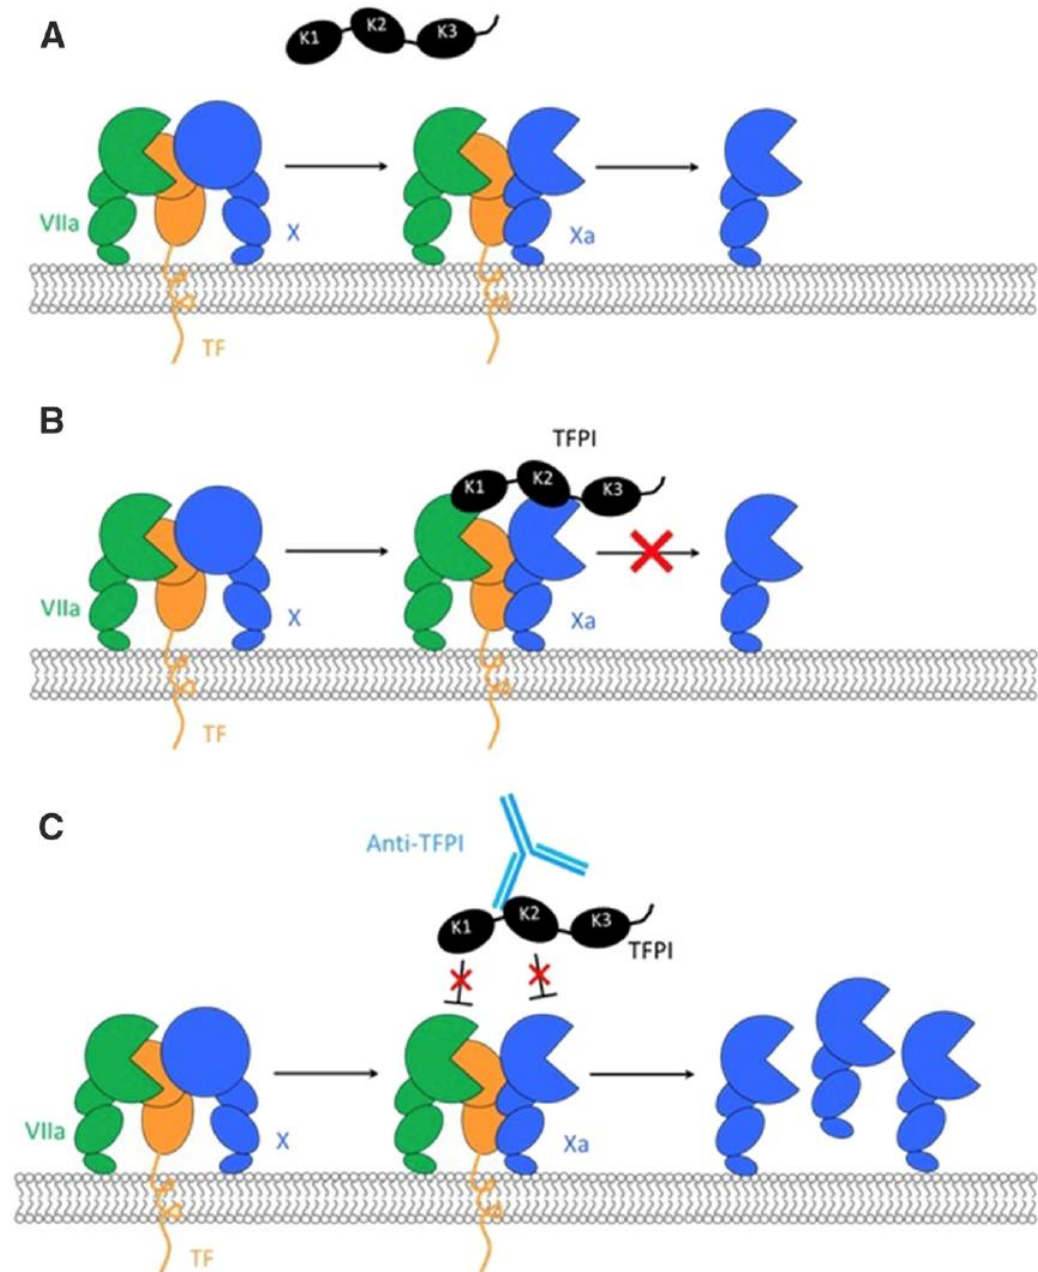 A
K1 K2 K3
VIIa
X
Xa
TF
B
TFPI
K1 K2 K3
VIIa
X
Xa
TF
C
Anti-TFPI
K1 K2 K3
TFPI
VIIa
X
Xa
TF